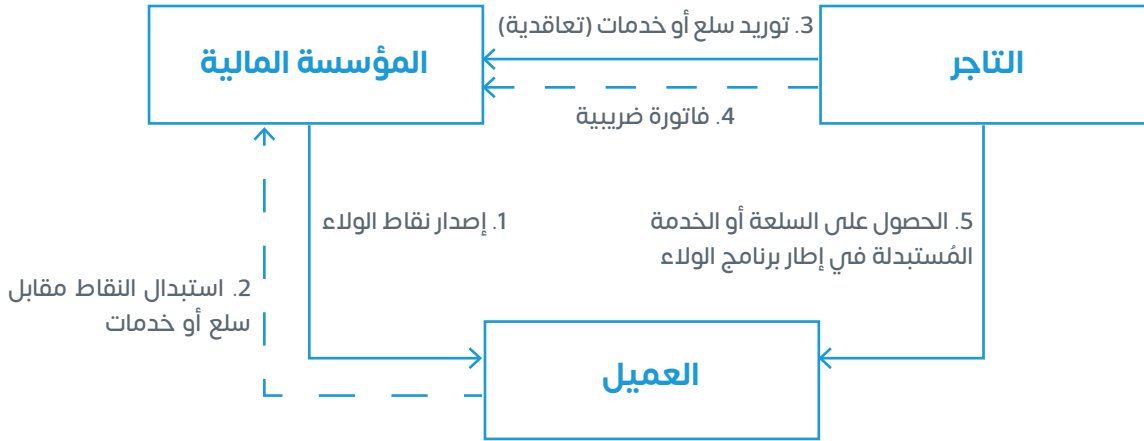 3. توريد سلع أو خدمات (تعاقدية)
التاجر
المؤسسة المالية
4. فاتورة ضريبية
5. الحصول على السلعة أو الخدمة
المُستبدلة في إطار برنامج الولاء
1. إصدار نقاط الولاء
2. استبدال النقاط مقابل
سلع أو خدمات
العميل